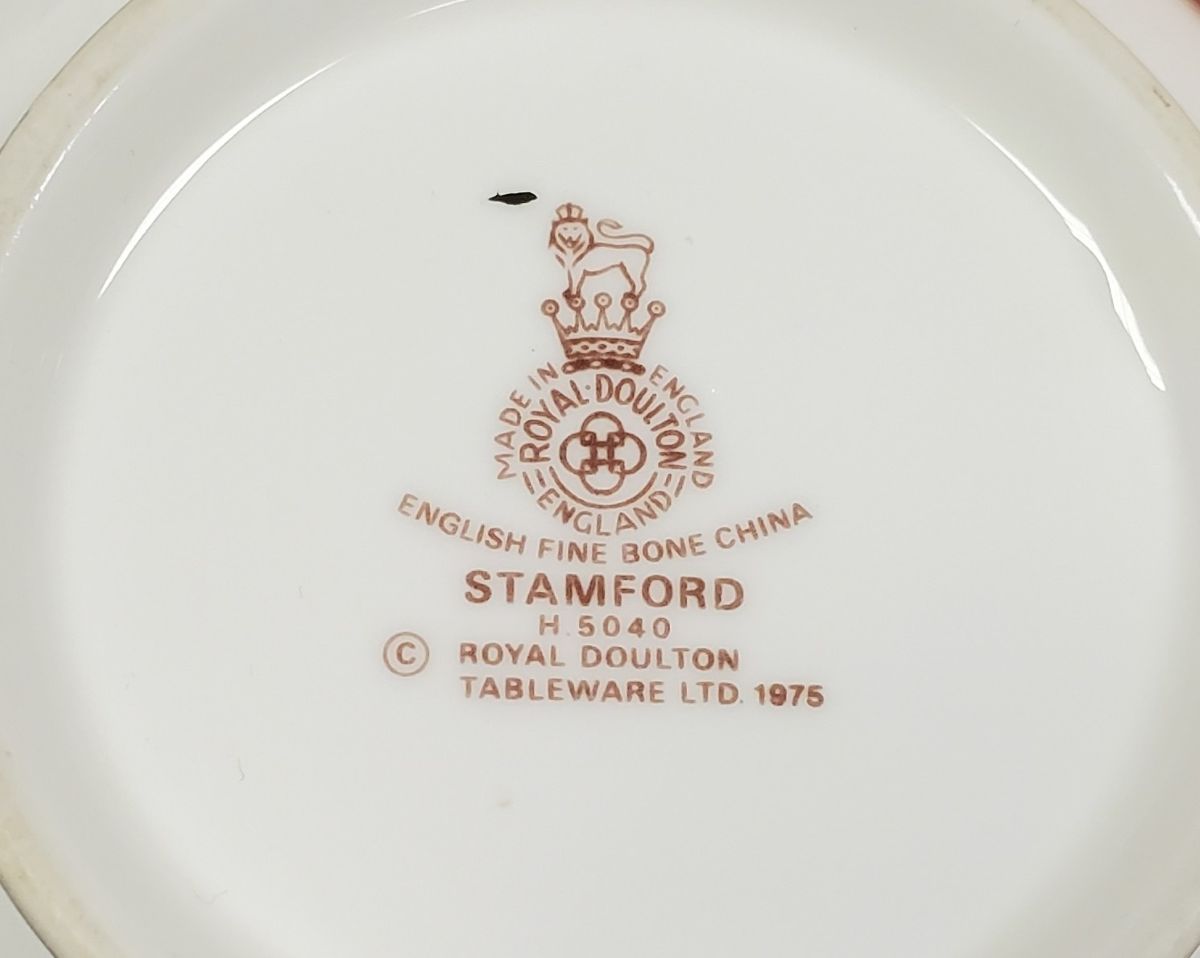 MADE IN ENGLAND
ROYAL·DOULTON
ENGLAND
ENGLISH FINE BONE CHINA
STAMFORD
H.5040
© ROYAL DOULTON
TABLEWARE LTD. 1975